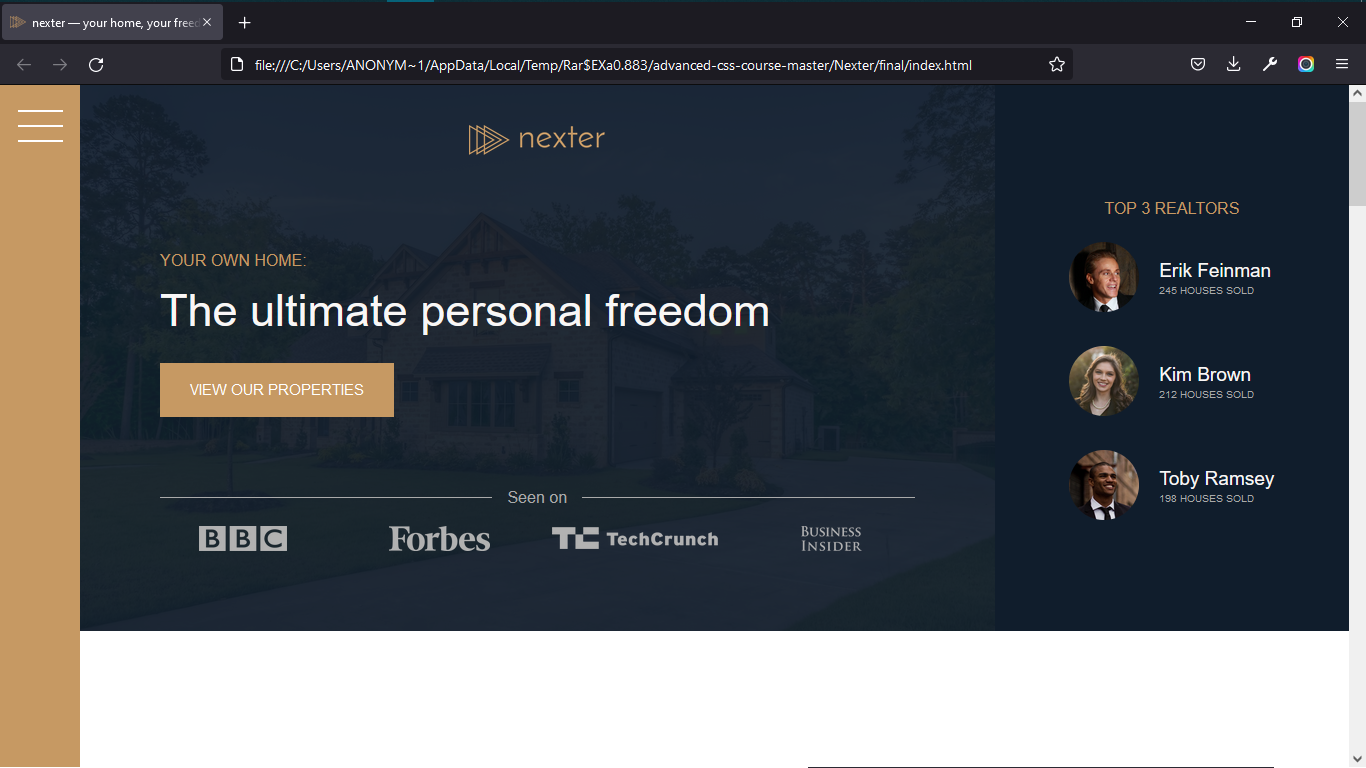 nexter — your home, your freed
file:///C:/Users/ANONYM~1/AppData/Local/Temp/Rar$EXa0.883/advanced-css-course-master/Nexter/final/index.html
nexter
YOUR OWN HOME:
The ultimate personal freedom
VIEW OUR PROPERTIES
Seen on
BBC
Forbes
TC TechCrunch
BUSINESS
INSIDER
TOP 3 REALTORS
Erik Feinman
245 HOUSES SOLD
Kim Brown
212 HOUSES SOLD
Toby Ramsey
198 HOUSES SOLD